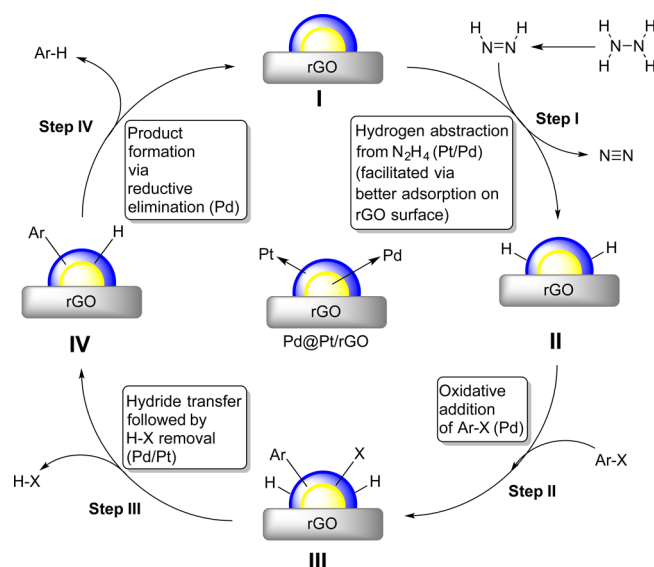 Ar-H
rGO
I
H
N=N
H
H
H
N-N
H
H
Step IV
Product
formation
via
reductive
elimination (Pd)
Hydrogen abstraction
from N2H4 (Pt/Pd)
(facilitated via
better adsorption on
rGO surface)
Step I
N≡N
Ar
H
rGO
IV
Pt
Pd
rGO
Pd@Pt/rGO
H
H
rGO
II
Hydride transfer
followed by
H-X removal
(Pd/Pt)
Oxidative
addition
of Ar-X (Pd)
H-X
Step III
Ar
X
H
H
rGO
III
Ar-X
Step II